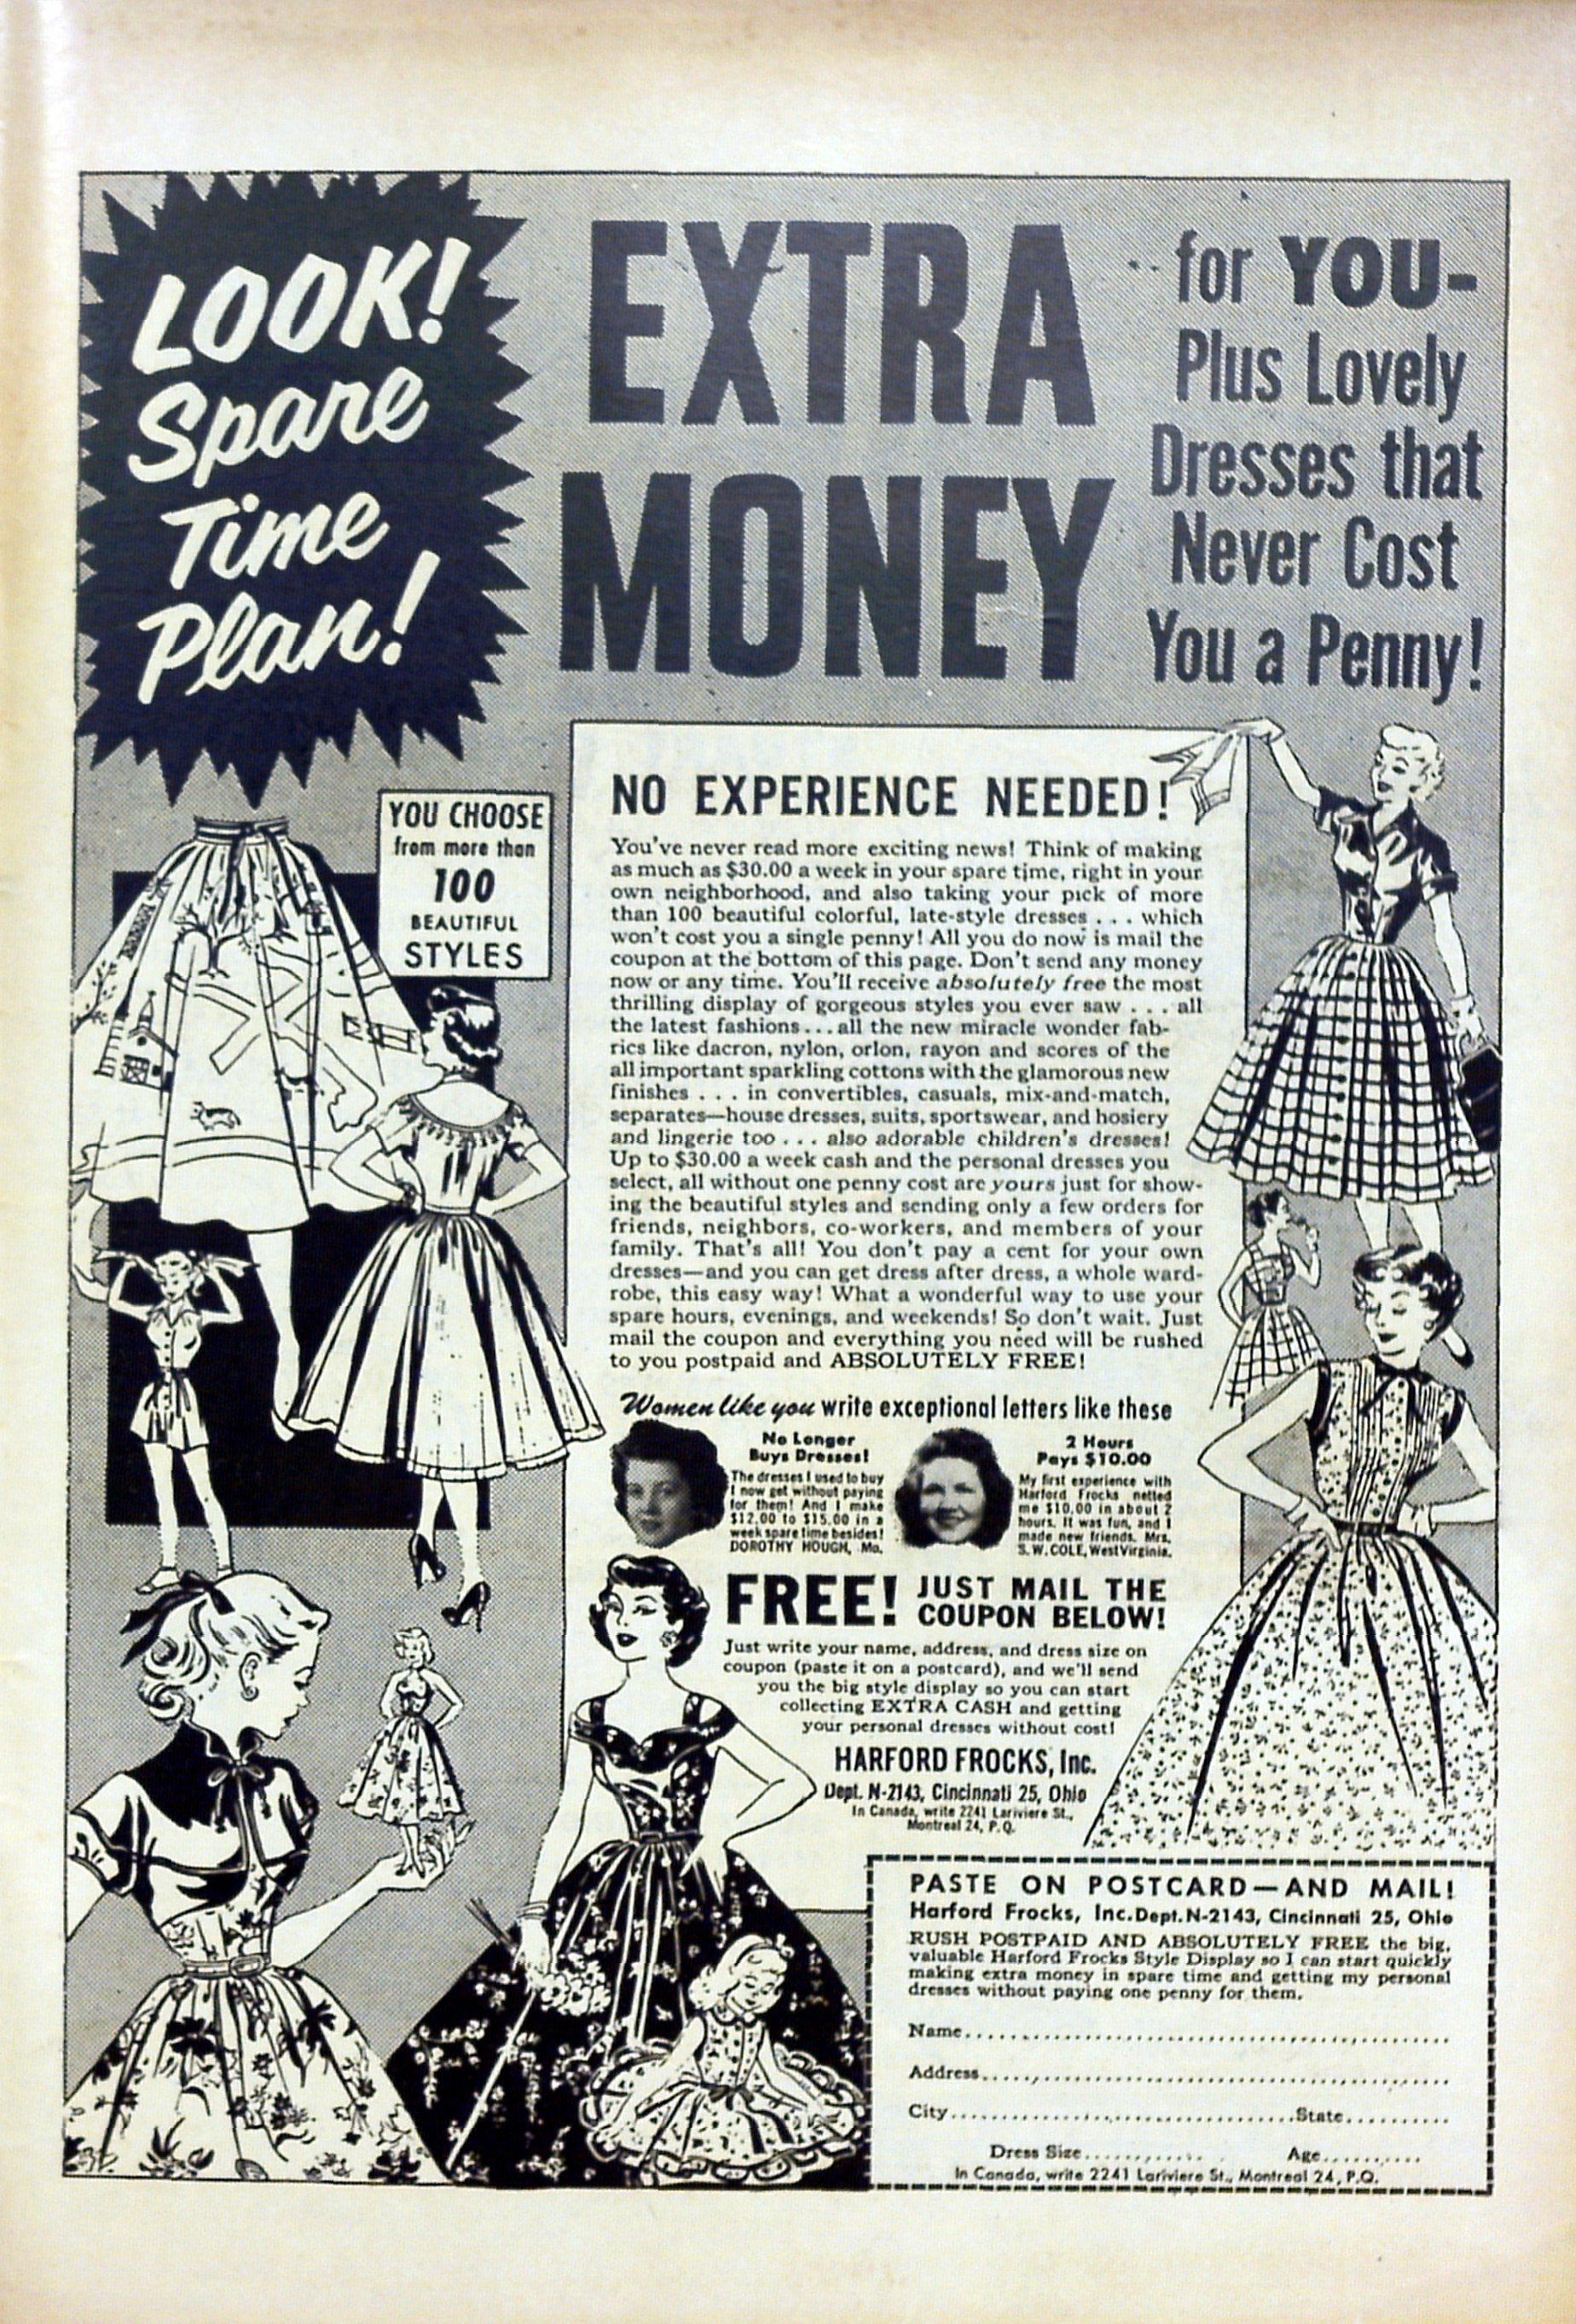 LOOK!
Spare
Time
Plan!
EXTRA
MONEY
for YOU-
Plus Lovely
Dresses that
Never Cost
You a Penny!
YOU CHOOSE
from more than
100
BEAUTIFUL
STYLES
NO EXPERIENCE NEEDED!
You've never read more exciting news! Think of making
as much as $30.00 a week in your spare time, right in your
own neighborhood, and also taking your pick of more
than 100 beautiful colorful, late-style dresses . . . which
won't cost you a single penny! All you do now is mail the
coupon at the bottom of this page. Don't send any money
now or any time. You'll receive absolutely free the most
thrilling display of gorgeous styles you ever saw . . . all
the latest fashions...all the new miracle wonder fab-
rics like dacron, nylon, orlon, rayon and scores of the
all important sparkling cottons with the glamorous new
finishes . . . in convertibles, casuals, mix-and-match,
separates—house dresses, suits, sportswear, and hosiery
and lingerie too . . . also adorable children's dresses!
Up to $30.00 a week cash and the personal dresses you
select, all without one penny cost are yours just for show-
ing the beautiful styles and sending only a few orders for
friends, neighbors, co-workers, and members of your
family. That's all! You don't pay a cent for your own
dresses—and you can get dress after dress, a whole ward-
robe, this easy way! What a wonderful way to use your
spare hours, evenings, and weekends! So don't wait. Just
mail the coupon and everything you need will be rushed
to you postpaid and ABSOLUTELY FREE!
Women like you write exceptional letters like these
No Longer
Buys Dresses!
The dresses I used to buy
I now get without paying
for them! And I make
$12.00 to $15.00 in a
week spare time besides!
DOROTHY HOUGH, Mo.
2 Hours
Pays $10.00
My first experience with
Harford Frocks netted
me $10.00 in about 2
hours. It was fun, and I
made new friends. Mrs.
S. W. COLE, West Virginia.
FREE! JUST MAIL THE
COUPON BELOW!
Just write your name, address, and dress size on
coupon (paste it on a postcard), and we'll send
you the big style display so you can start
collecting EXTRA CASH and getting
your personal dresses without cost!
HARFORD FROCKS, Inc.
Dept. N-2143, Cincinnati 25, Ohio
In Canada, write 2241 Lariviere St.,
Montreal 24, P.Q.
PASTE ON POSTCARD—AND MAIL!
Harford Frocks, Inc. Dept. N-2143, Cincinnati 25, Ohio
RUSH POSTPAID AND ABSOLUTELY FREE the big,
valuable Harford Frocks Style Display so I can start quickly
making extra money in spare time and getting my personal
dresses without paying one penny for them.
Name
Address
City State
Dress Size Age
In Canada, write 2241 Lariviere St., Montreal 24, P.Q.